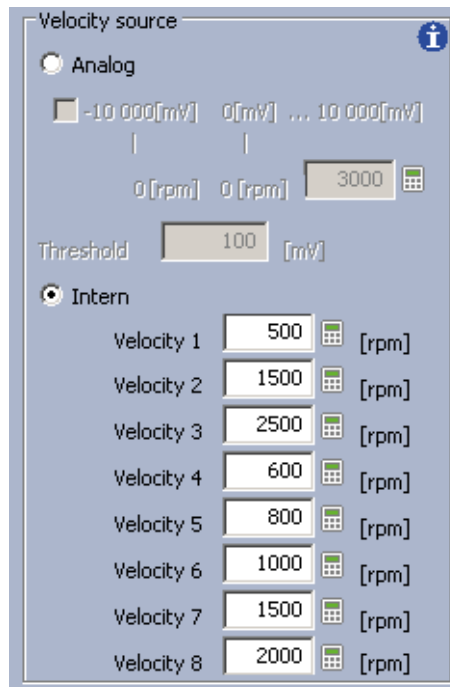 Velocity source
i
Analog
-10 000[mV] 0[mV] ... 10 000[mV]
| |
0 [rpm] 0 [rpm] 3000
Threshold 100 [mV]
Intern
Velocity 1 500 [rpm]
Velocity 2 1500 [rpm]
Velocity 3 2500 [rpm]
Velocity 4 600 [rpm]
Velocity 5 800 [rpm]
Velocity 6 1000 [rpm]
Velocity 7 1500 [rpm]
Velocity 8 2000 [rpm]